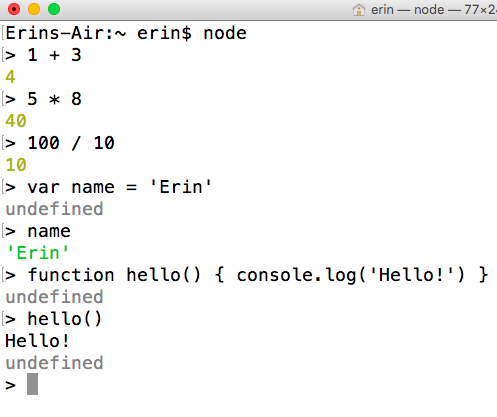 erin — node — 77×24
Erins-Air:~ erin$ node
> 1 + 3
4
> 5 * 8
40
> 100 / 10
10
> var name = 'Erin'
undefined
> name
'Erin'
> function hello() { console.log('Hello!') }
undefined
> hello()
Hello!
undefined
>